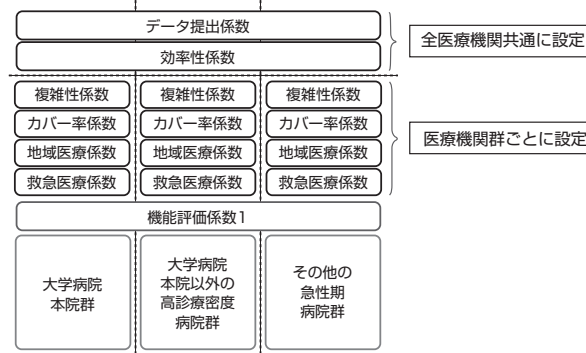 データ提出係数
全医療機関共通に設定
効率性係数
複雑性係数 複雑性係数 複雑性係数
カバー率係数 カバー率係数 カバー率係数
医療機関群ごとに設定
地域医療係数 地域医療係数 地域医療係数
救急医療係数 救急医療係数 救急医療係数
機能評価係数1
大学病院
本院群
大学病院
本院以外の
高診療密度
病院群
その他の
急性期
病院群